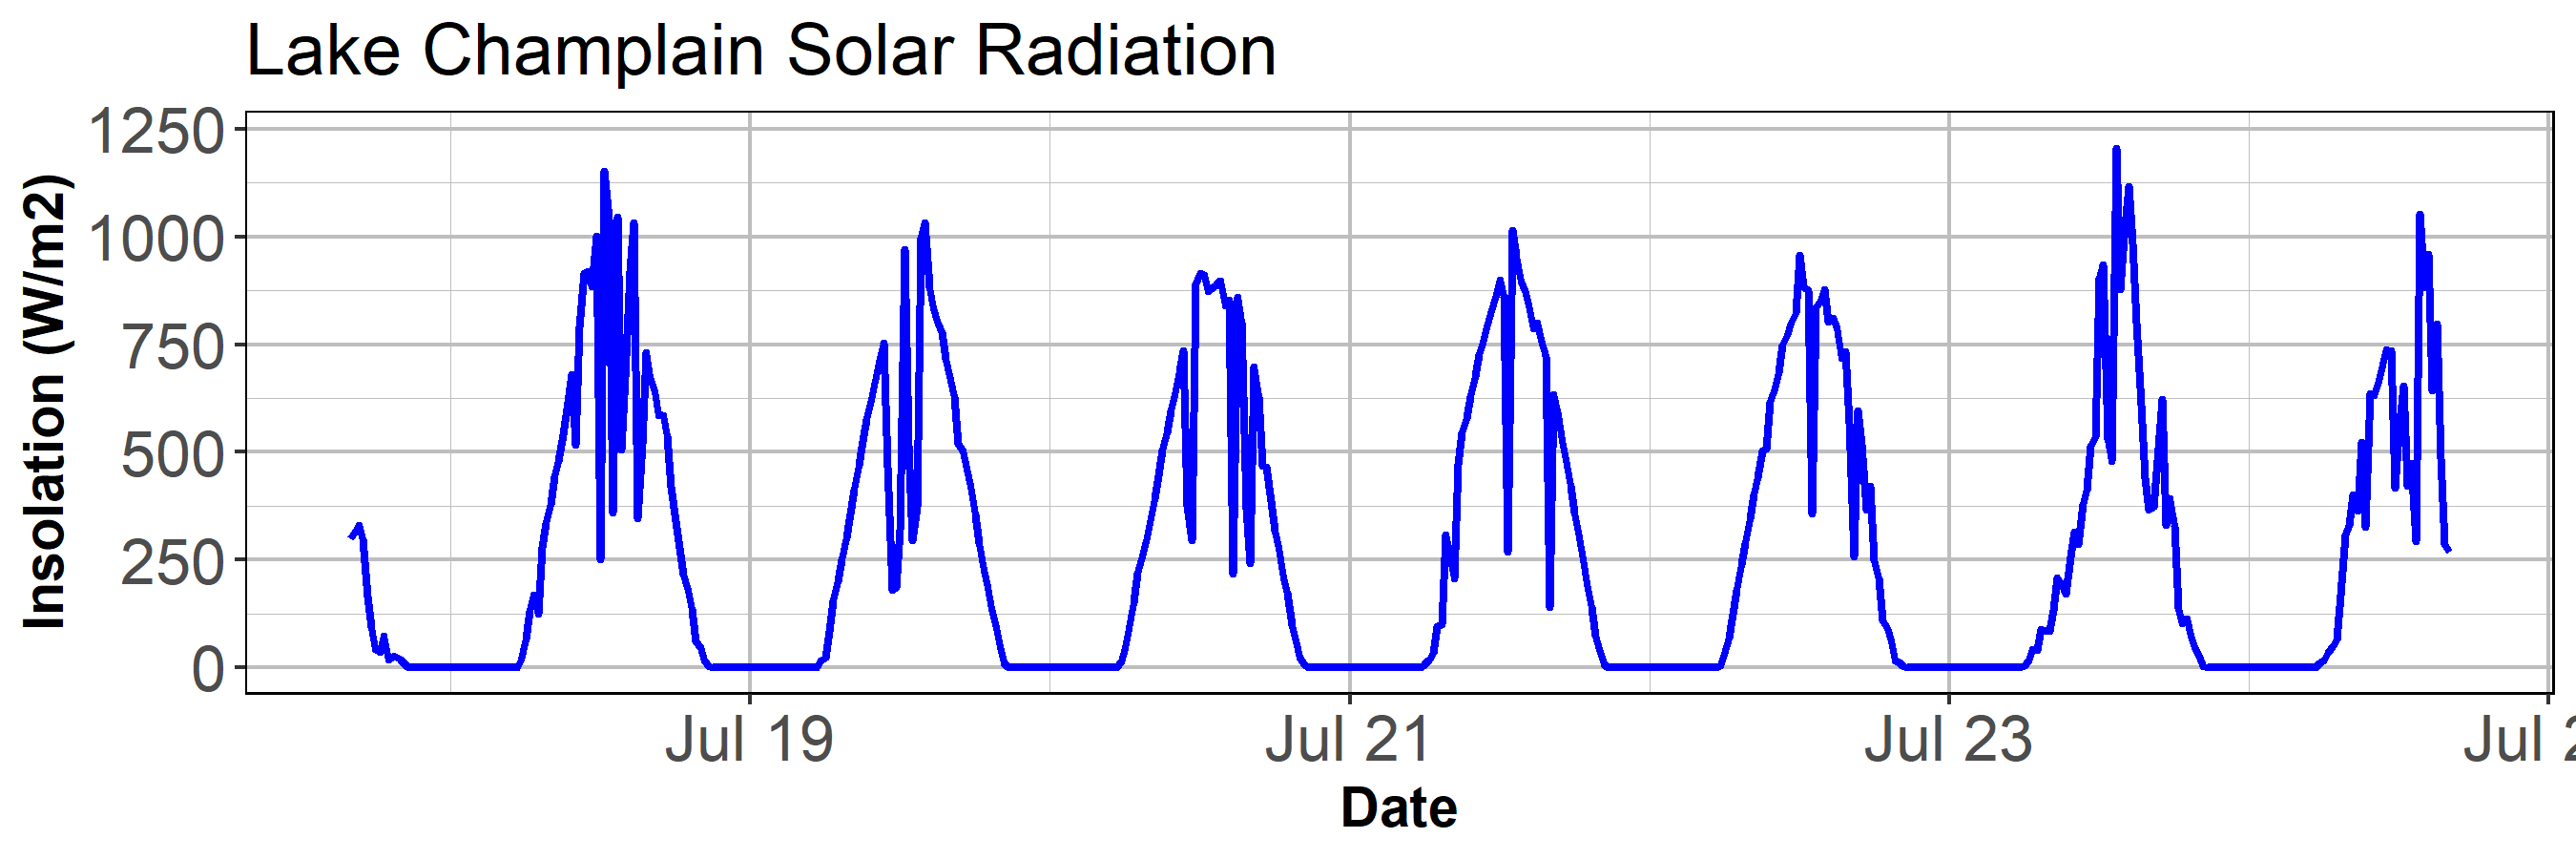 Lake Champlain Solar Radiation
1250
1000
750
500
250
0
Insolation (W/m2)
Jul 19 Jul 21 Jul 23 Jul
Date